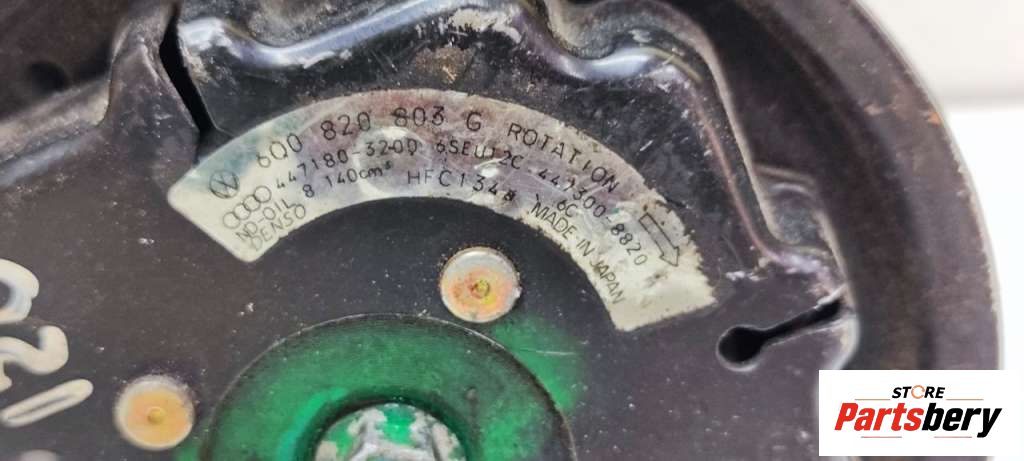 6Q0 820 803 G ROTATION
447180-3200 6SEU12C 447300-8820
ND-OIL 8 140cm³ HFC134a 6C
DENSO MADE IN JAPAN
STORE
Partsbery